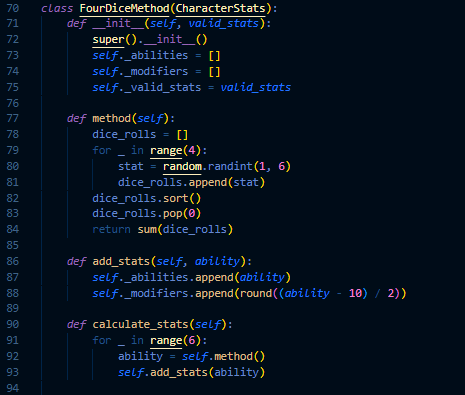 70 class FourDiceMethod(CharacterStats):
71     def __init__(self, valid_stats):
72         super().__init__()
73         self._abilities = []
74         self._modifiers = []
75         self._valid_stats = valid_stats
76
77     def method(self):
78         dice_rolls = []
79         for _ in range(4):
80             stat = random.randint(1, 6)
81             dice_rolls.append(stat)
82         dice_rolls.sort()
83         dice_rolls.pop(0)
84         return sum(dice_rolls)
85
86     def add_stats(self, ability):
87         self._abilities.append(ability)
88         self._modifiers.append(round((ability - 10) / 2))
89
90     def calculate_stats(self):
91         for _ in range(6):
92             ability = self.method()
93             self.add_stats(ability)
94